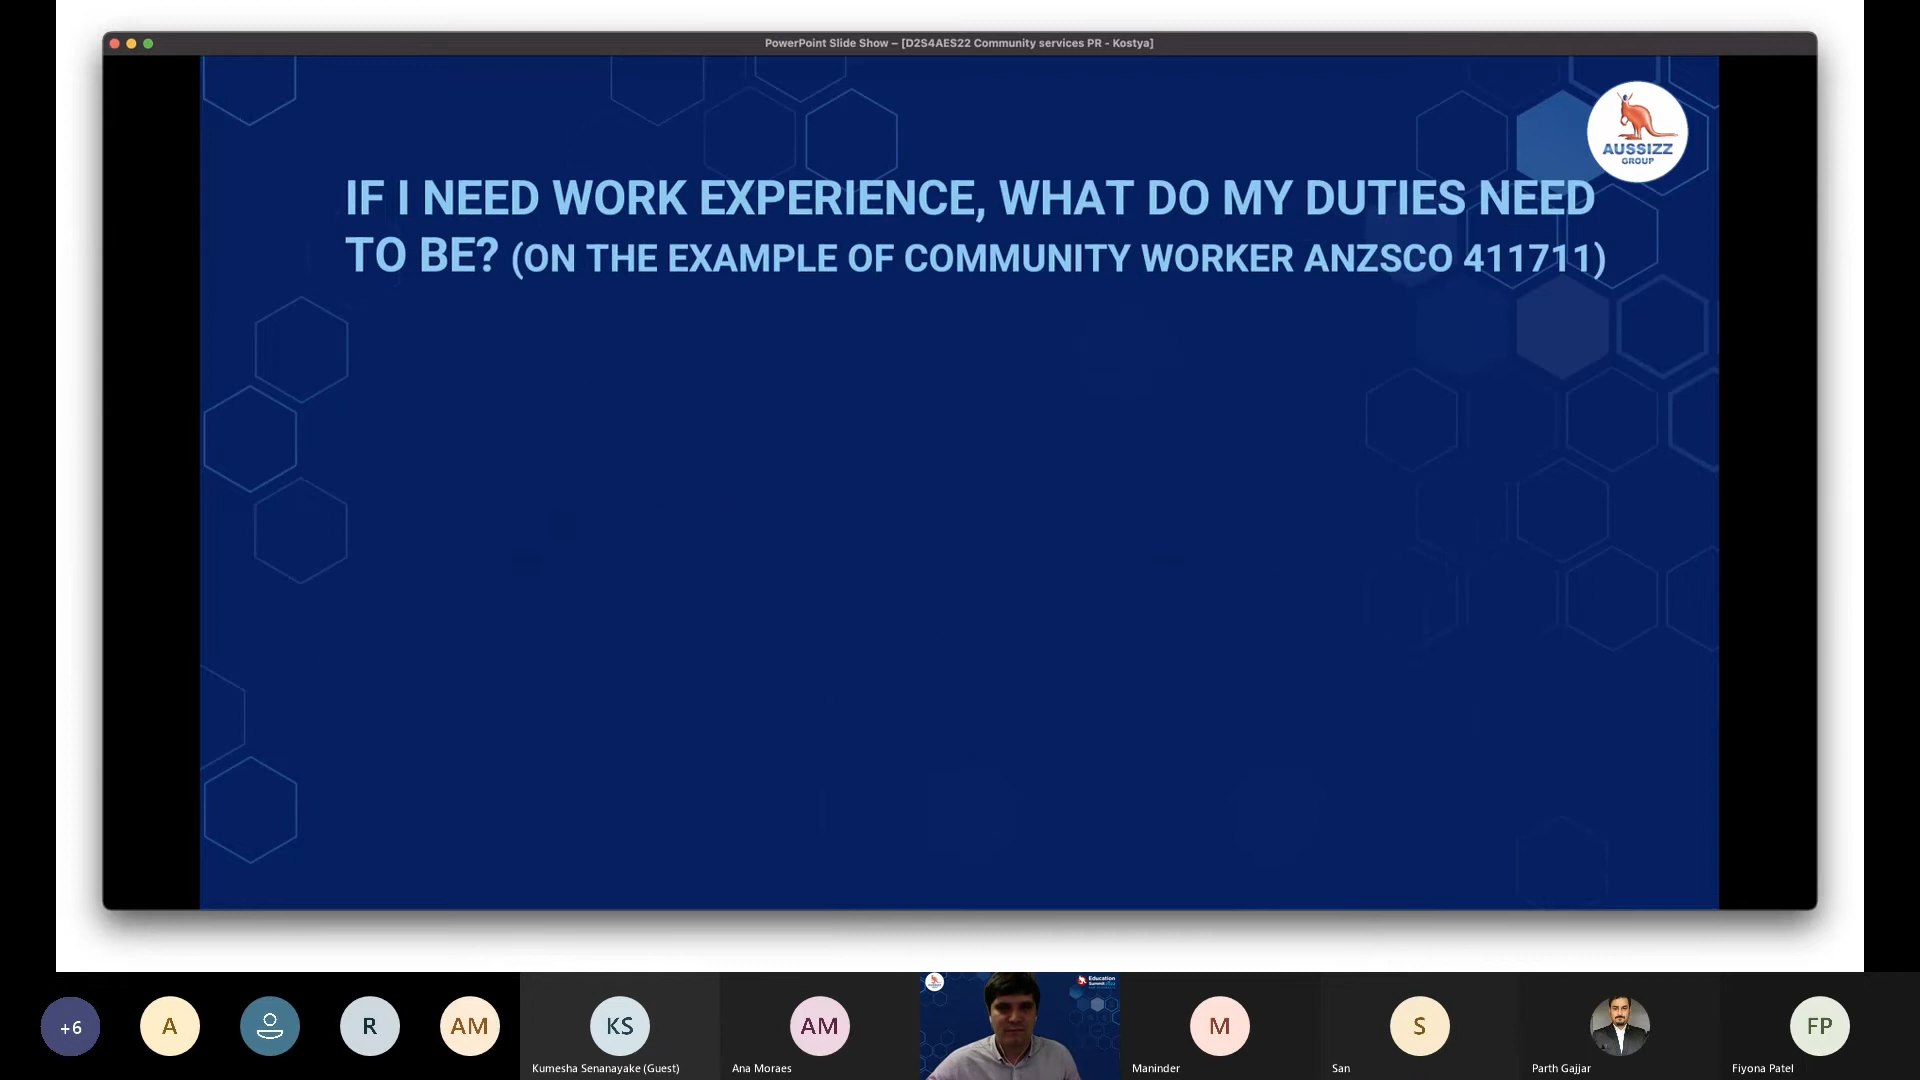 PowerPoint Slide Show – [D2S4AES22 Community services PR - Kostya]
AUSSIZZ
GROUP
IF I NEED WORK EXPERIENCE, WHAT DO MY DUTIES NEED
TO BE? (ON THE EXAMPLE OF COMMUNITY WORKER ANZSCO 411711)
+6
A
R
AM
KS
AM
Education
M
S
FP
Kumesha Senanayake (Guest)
Ana Moraes
Maninder
San
Parth Gajjar
Fiyona Patel